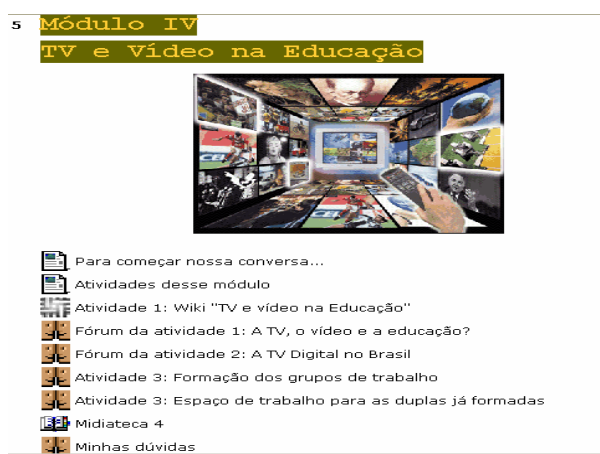 5 Módulo IV
TV e Vídeo na Educação
Para começar nossa conversa...
Atividades desse módulo
Atividade 1: Wiki "TV e vídeo na Educação"
Fórum da atividade 1: A TV, o vídeo e a educação?
Fórum da atividade 2: A TV Digital no Brasil
Atividade 3: Formação dos grupos de trabalho
Atividade 3: Espaço de trabalho para as duplas já formadas
Midiateca 4
Minhas dúvidas